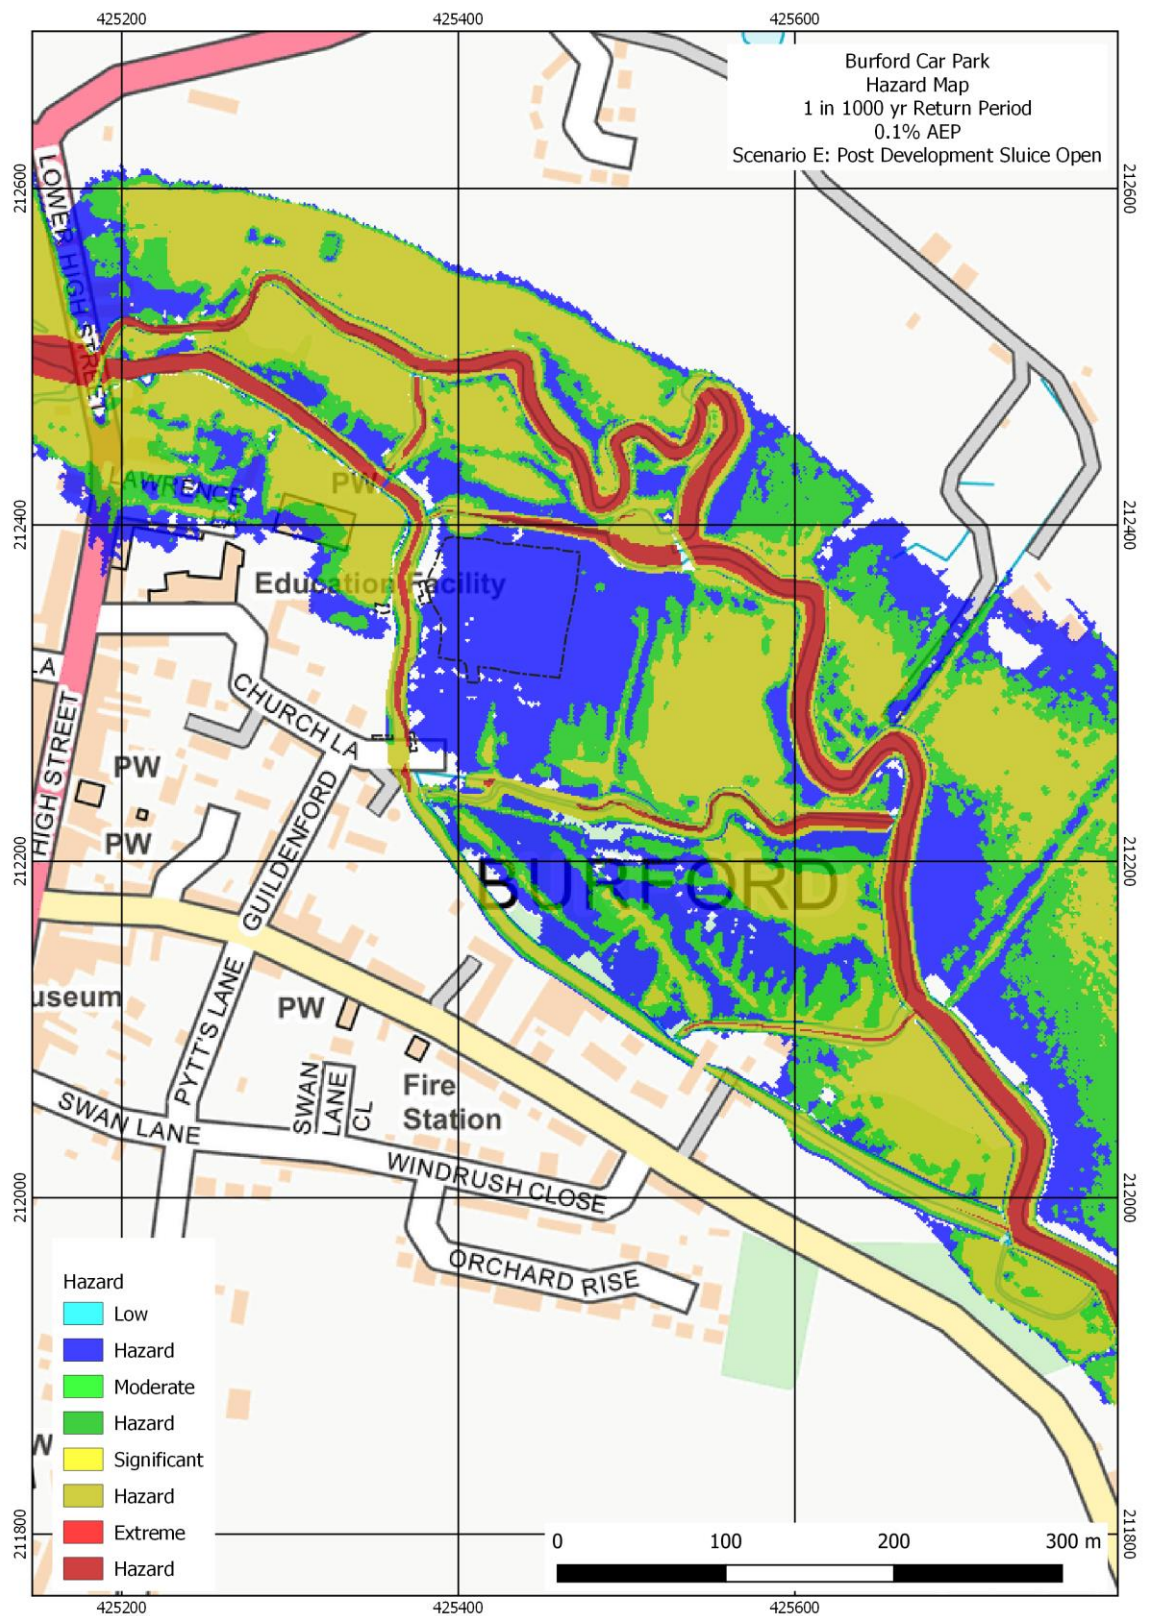 425200
425400
425600
Burford Car Park
Hazard Map
1 in 1000 yr Return Period
0.1% AEP
Scenario E: Post Development Sluice Open
212600
212600
LOWER HIGH STREET
LAWRENCE
PW
212400
212400
Education Facility
LA
CHURCH LA
HIGH STREET
PW
PW
GUILDENFORD
212200
212200
BURFORD
useum
PW
PYTT'S LANE
Fire
Station
SWAN
LANE
CL
SWAN LANE
WINDRUSH CLOSE
212000
212000
ORCHARD RISE
Hazard
Low
Hazard
Moderate
Hazard
Significant
Hazard
Extreme
Hazard
W
211800
211800
0 100 200 300 m
425200
425400
425600